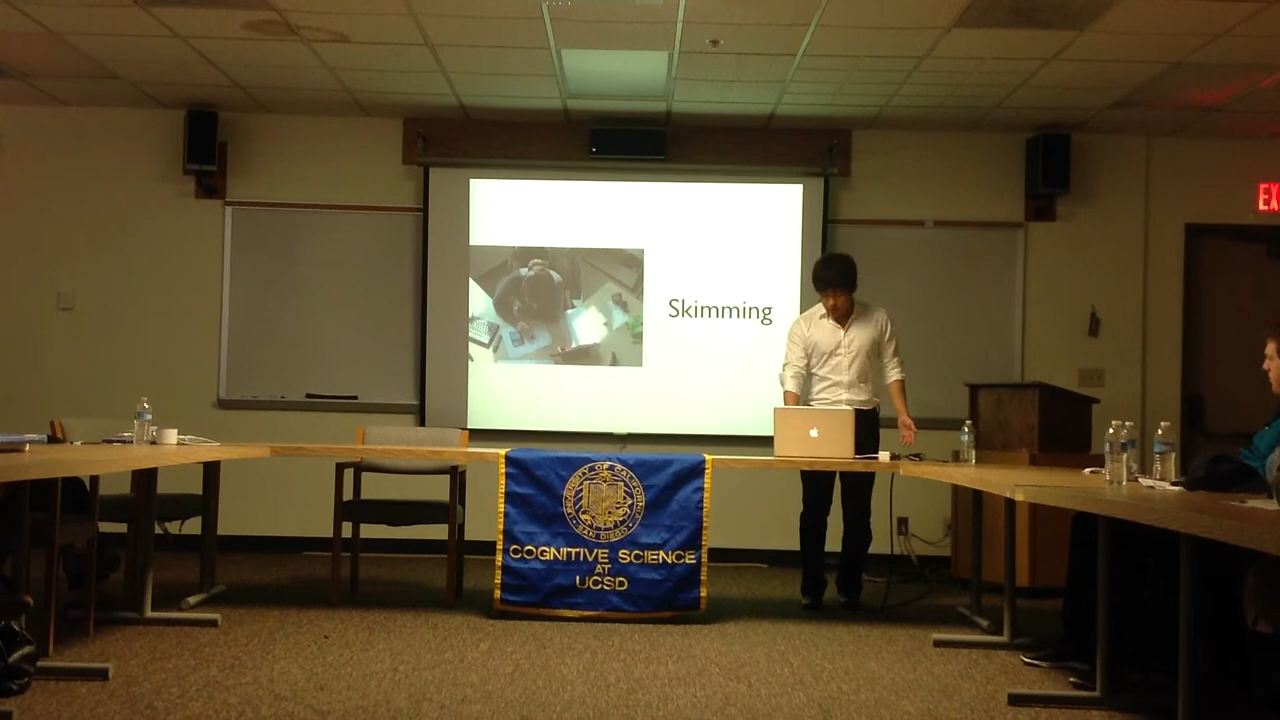 Skimming
UNIVERSITY OF CALIFORNIA
SAN DIEGO
COGNITIVE SCIENCE
AT
UCSD
EX